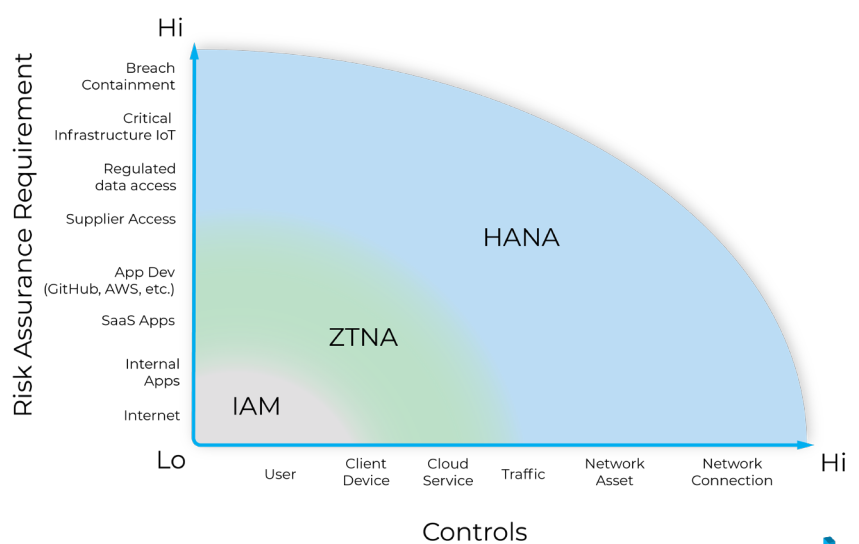 Hi
Risk Assurance Requirement
Breach
Containment
Critical
Infrastructure IoT
Regulated
data access
Supplier Access
App Dev
(GitHub, AWS, etc.)
SaaS Apps
Internal
Apps
Internet
HANA
ZTNA
IAM
Lo
Hi
User
Client
Device
Cloud
Service
Traffic
Network
Asset
Network
Connection
Controls